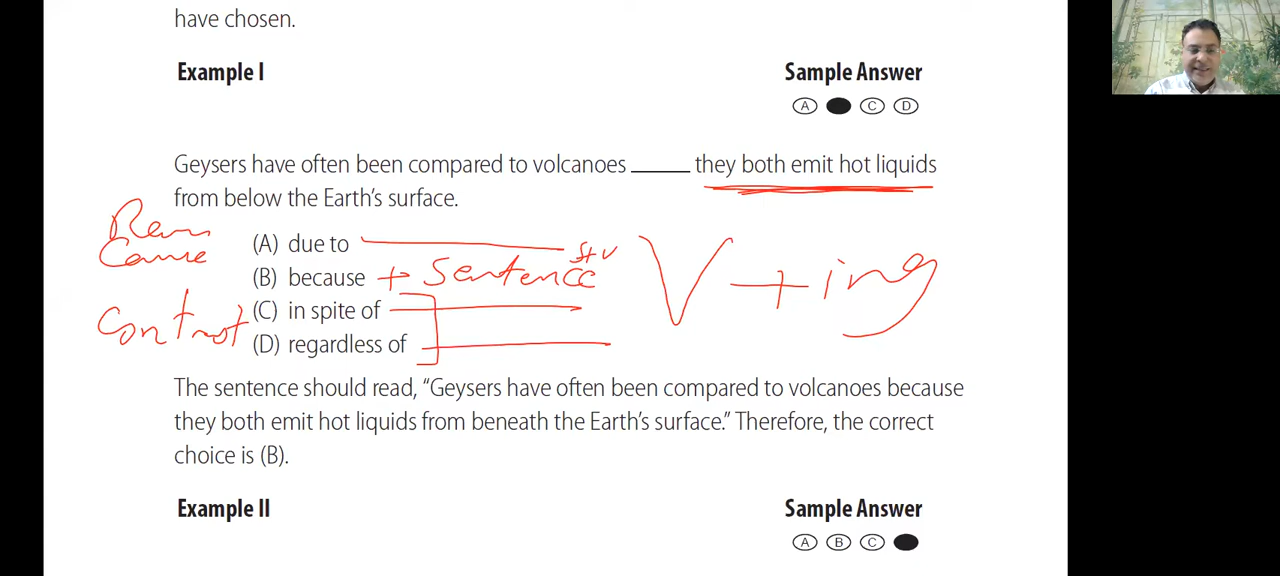 have chosen.
Example I
Sample Answer
A C D
Geysers have often been compared to volcanoes _____ they both emit hot liquids
from below the Earth's surface.
Cause
(A) due to
(B) because + Sentence S+V
V+ing
Contrast
(C) in spite of
(D) regardless of
The sentence should read, “Geysers have often been compared to volcanoes because
they both emit hot liquids from beneath the Earth's surface.” Therefore, the correct
choice is (B).
Example II
Sample Answer
A B C